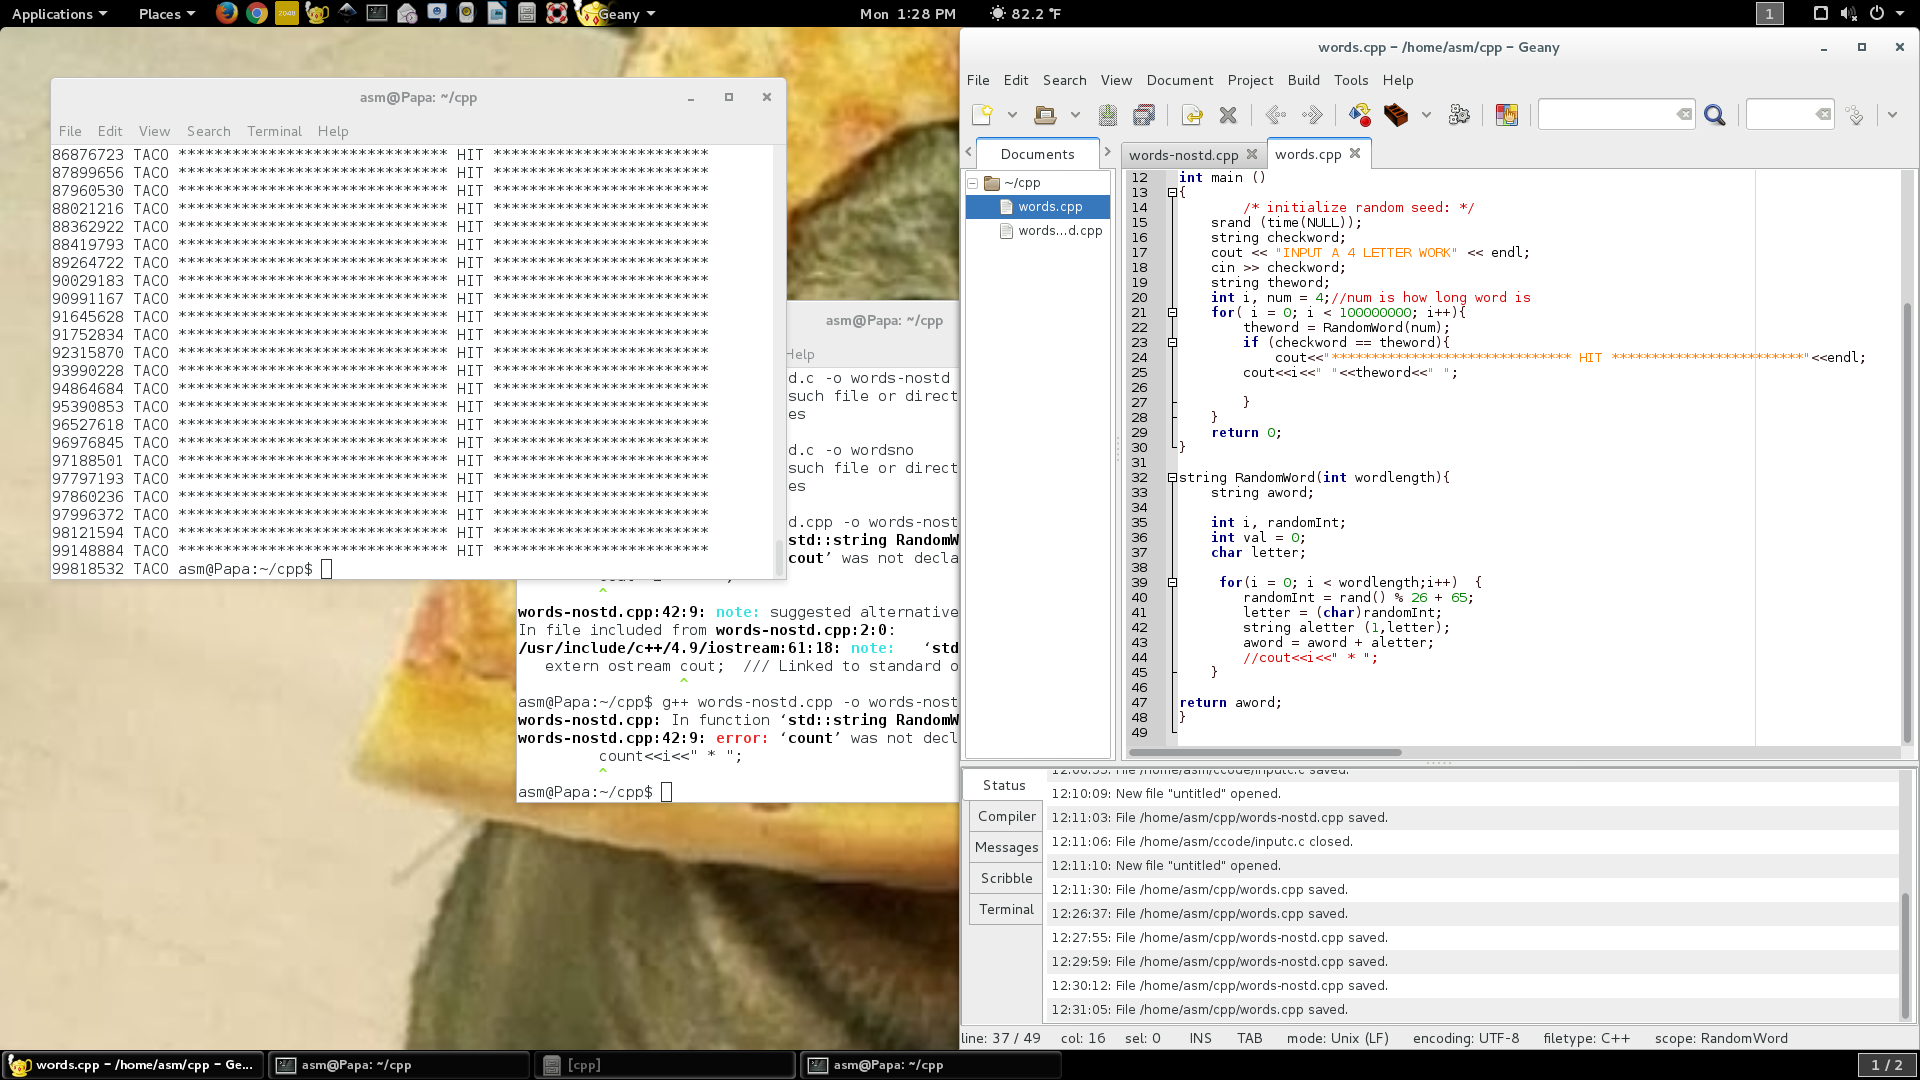 Applications Places Geany Mon 1:28 PM 82.2 °F 1
asm@Papa: ~/cpp
File Edit View Search Terminal Help
86876723 TACO ****************************** HIT ************************
87899656 TACO ****************************** HIT ************************
87960530 TACO ****************************** HIT ************************
88021216 TACO ****************************** HIT ************************
88362922 TACO ****************************** HIT ************************
88419793 TACO ****************************** HIT ************************
89264722 TACO ****************************** HIT ************************
90029183 TACO ****************************** HIT ************************
90991167 TACO ****************************** HIT ************************
91645628 TACO ****************************** HIT ************************
91752834 TACO ****************************** HIT ************************
92315870 TACO ****************************** HIT ************************
93990228 TACO ****************************** HIT ************************
94864684 TACO ****************************** HIT ************************
95390853 TACO ****************************** HIT ************************
96527618 TACO ****************************** HIT ************************
96976845 TACO ****************************** HIT ************************
97188501 TACO ****************************** HIT ************************
97797193 TACO ****************************** HIT ************************
97860236 TACO ****************************** HIT ************************
97996372 TACO ****************************** HIT ************************
98121594 TACO ****************************** HIT ************************
99148884 TACO ****************************** HIT ************************
99818532 TACO asm@Papa:~/cpp$
asm@Papa: ~/cpp
Help
d.c -o words-nostd
such file or direct
es
d.c -o wordsno
such file or direct
es
d.cpp -o words-nost
std::string RandomW
cout’ was not decla
^
words-nostd.cpp:42:9: note: suggested alternative
In file included from words-nostd.cpp:2:0:
/usr/include/c++/4.9/iostream:61:18: note:   ‘std
extern ostream cout;  /// Linked to standard o
^
asm@Papa:~/cpp$ g++ words-nostd.cpp -o words-nost
words-nostd.cpp: In function ‘std::string RandomW
words-nostd.cpp:42:9: error: ‘count’ was not decl
count<<i<<" * ";
^
asm@Papa:~/cpp$
words.cpp - /home/asm/cpp - Geany
File Edit Search View Document Project Build Tools Help
Documents words-nostd.cpp words.cpp
~/cpp
words.cpp
words...d.cpp
12 int main ()
13 {
14 /* initialize random seed: */
15 srand (time(NULL));
16 string checkword;
17 cout << "INPUT A 4 LETTER WORK" << endl;
18 cin >> checkword;
19 string theword;
20 int i, num = 4;//num is how long word is
21 for( i = 0; i < 100000000; i++){
22 theword = RandomWord(num);
23 if (checkword == theword){
24 cout<<"****************************** HIT ************************"<<endl;
25 cout<<i<<" "<<theword<<" ";
26
27 }
28 }
29 return 0;
30 }
31
32 string RandomWord(int wordlength){
33 string aword;
34
35 int i, randomInt;
36 int val = 0;
37 char letter;
38
39 for(i = 0; i < wordlength;i++)  {
40 randomInt = rand() % 26 + 65;
41 letter = (char)randomInt;
42 string aletter (1,letter);
43 aword = aword + aletter;
44 //cout<<i<<" * ";
45 }
46
47 return aword;
48 }
49
Status
Compiler
Messages
Scribble
Terminal
12:06:55: File /home/asm/ccode/inputc.c saved.
12:10:09: New file "untitled" opened.
12:11:03: File /home/asm/cpp/words-nostd.cpp saved.
12:11:06: File /home/asm/ccode/inputc.c closed.
12:11:10: New file "untitled" opened.
12:11:30: File /home/asm/cpp/words.cpp saved.
12:26:37: File /home/asm/cpp/words.cpp saved.
12:27:55: File /home/asm/cpp/words-nostd.cpp saved.
12:29:59: File /home/asm/cpp/words-nostd.cpp saved.
12:30:12: File /home/asm/cpp/words-nostd.cpp saved.
12:31:05: File /home/asm/cpp/words.cpp saved.
line: 37 / 49 col: 16 sel: 0 INS TAB mode: Unix (LF) encoding: UTF-8 filetype: C++ scope: RandomWord
words.cpp - /home/asm/cpp - Ge... asm@Papa: ~/cpp [cpp] asm@Papa: ~/cpp 1 / 2